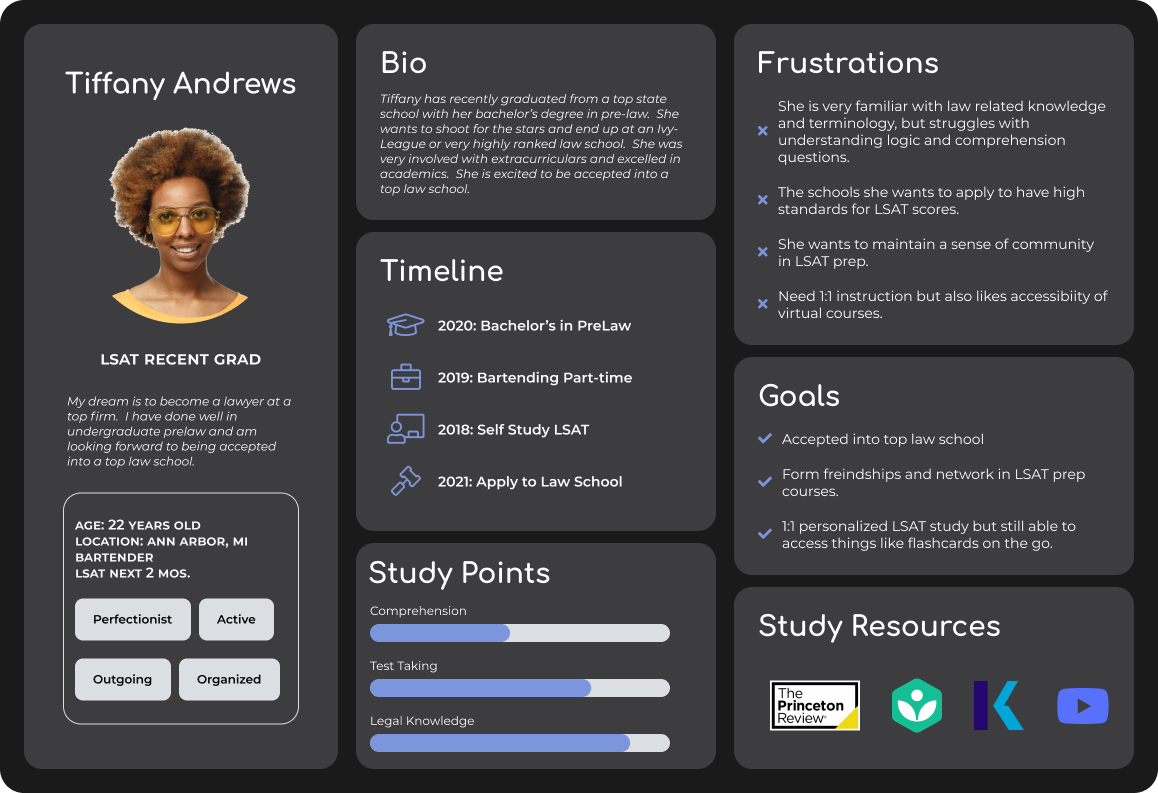 Tiffany Andrews
LSAT RECENT GRAD
My dream is to become a lawyer at a
top firm.  I have done well in
undergraduate prelaw and am
looking forward to being accepted
into a top law school.
AGE: 22 YEARS OLD
LOCATION: ANN ARBOR, MI
BARTENDER
LSAT NEXT 2 MOS.
Perfectionist
Active
Outgoing
Organized
Bio
Tiffany has recently graduated from a top state
school with her bachelor's degree in pre-law.  She
wants to shoot for the stars and end up at an Ivy-
League or very highly ranked law school.  She was
very involved with extracurriculars and excelled in
academics.  She is excited to be accepted into a
top law school.
Timeline
2020: Bachelor's in PreLaw
2019: Bartending Part-time
2018: Self Study LSAT
2021: Apply to Law School
Study Points
Comprehension
Test Taking
Legal Knowledge
Frustrations
She is very familiar with law related knowledge
and terminology, but struggles with
understanding logic and comprehension
questions.
The schools she wants to apply to have high
standards for LSAT scores.
She wants to maintain a sense of community
in LSAT prep.
Need 1:1 instruction but also likes accessibiity of
virtual courses.
Goals
Accepted into top law school
Form freindships and network in LSAT prep
courses.
1:1 personalized LSAT study but still able to
access things like flashcards on the go.
Study Resources
The
Princeton
Review®